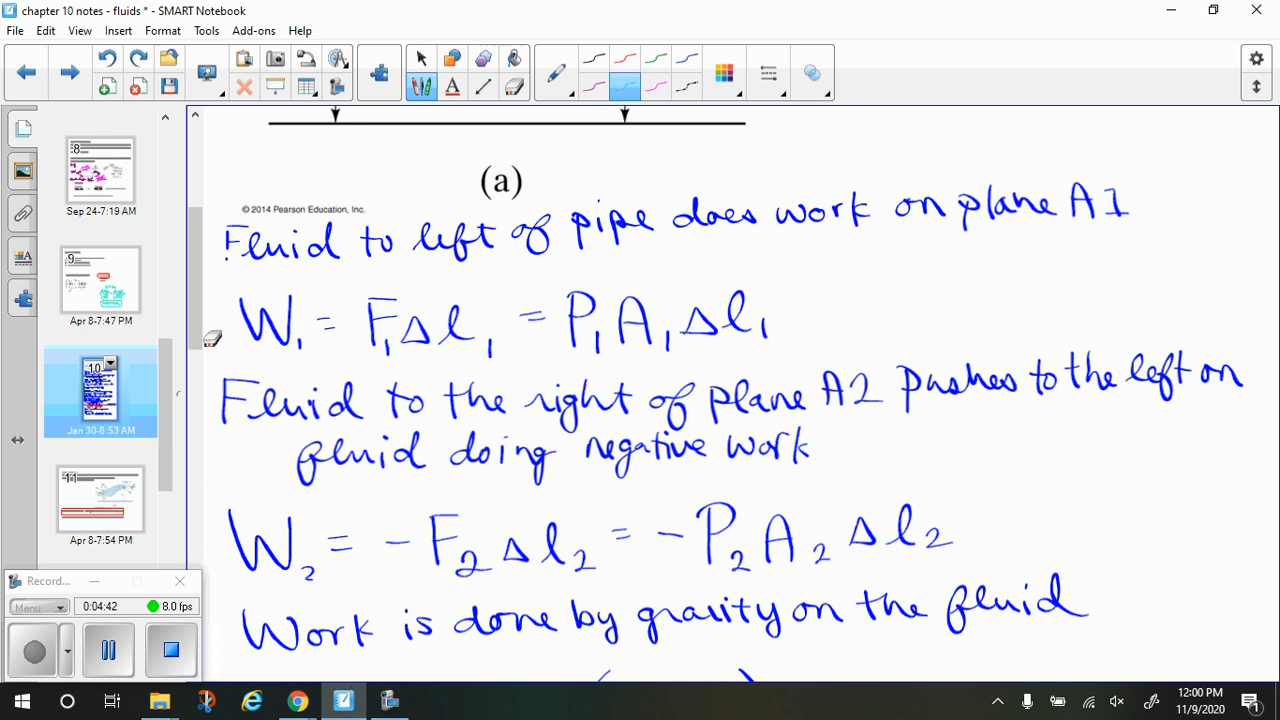 chapter 10 notes - fluids * - SMART Notebook
File Edit View Insert Format Tools Add-ons Help
8
Sep 24-7:19 AM
9
Apr 8-7:47 PM
10
Jan 30-8:53 AM
11
Apr 8-7:54 PM
(a)
© 2014 Pearson Education, Inc.
Fluid to left of pipe does work on plane A1
W₁ = F₁Δl₁ = P₁A₁Δl₁
Fluid to the right of plane A2 pushes to the left on
fluid doing negative work
W₂ = -F₂Δl₂ = -P₂A₂Δl₂
Work is done by gravity on the fluid
Record...
Menu
0:04:42
8.0 fps
12:00 PM
11/9/2020